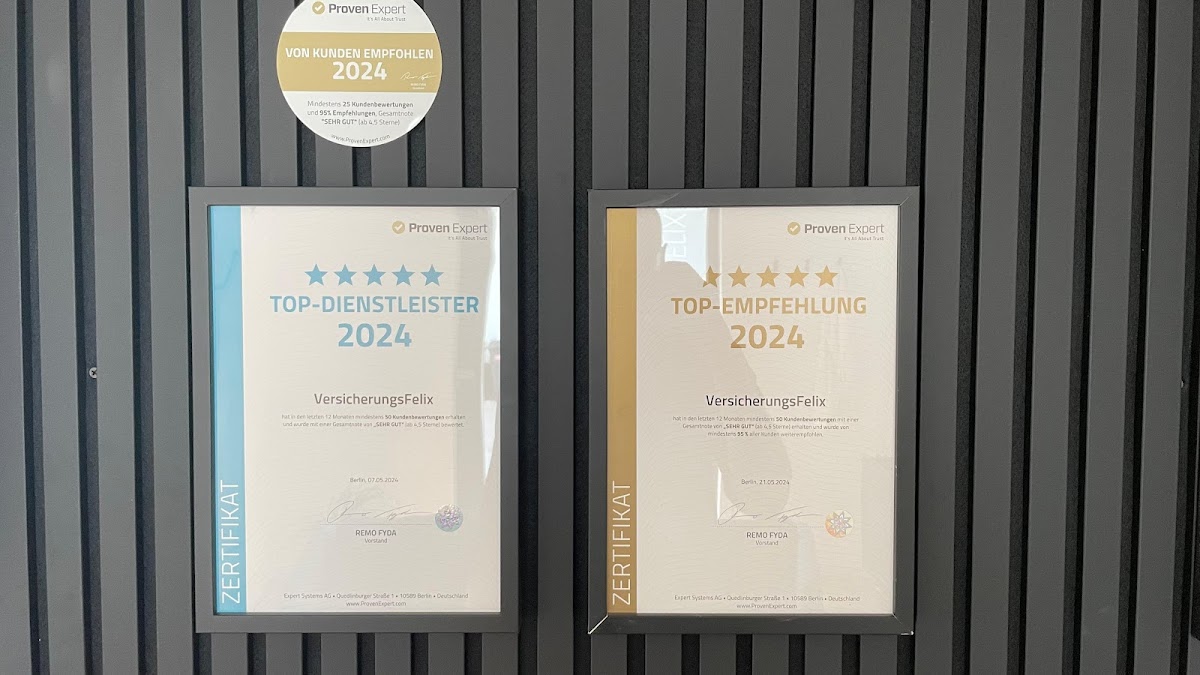 Proven Expert
It's All About Trust
VON KUNDEN EMPFOHLEN
2024
REMO FYDA
Vorstand
Mindestens 25 Kundenbewertungen
und 95% Empfehlungen, Gesamtnote
"SEHR GUT" (ab 4,5 Sterne)
www.ProvenExpert.com
Proven Expert
It's All About Trust
TOP-DIENSTLEISTER
2024
VersicherungsFelix
hat in den letzten 12 Monaten mindestens 50 Kundenbewertungen erhalten
und wurde mit einer Gesamtnote von „SEHR GUT" (ab 4,5 Sterne) bewertet.
Berlin, 07.05.2024
REMO FYDA
Vorstand
ZERTIFIKAT
Expert Systems AG • Quedlinburger Straße 1 • 10589 Berlin • Deutschland
www.ProvenExpert.com
Proven Expert
It's All About Trust
TOP-EMPFEHLUNG
2024
VersicherungsFelix
hat in den letzten 12 Monaten mindestens 50 Kundenbewertungen mit einer
Gesamtnote von „SEHR GUT" (ab 4,5 Sterne) erhalten und wurde von
mindestens 95 % aller Kunden weiterempfohlen.
Berlin, 21.05.2024
REMO FYDA
Vorstand
ZERTIFIKAT
Expert Systems AG • Quedlinburger Straße 1 • 10589 Berlin • Deutschland
www.ProvenExpert.com